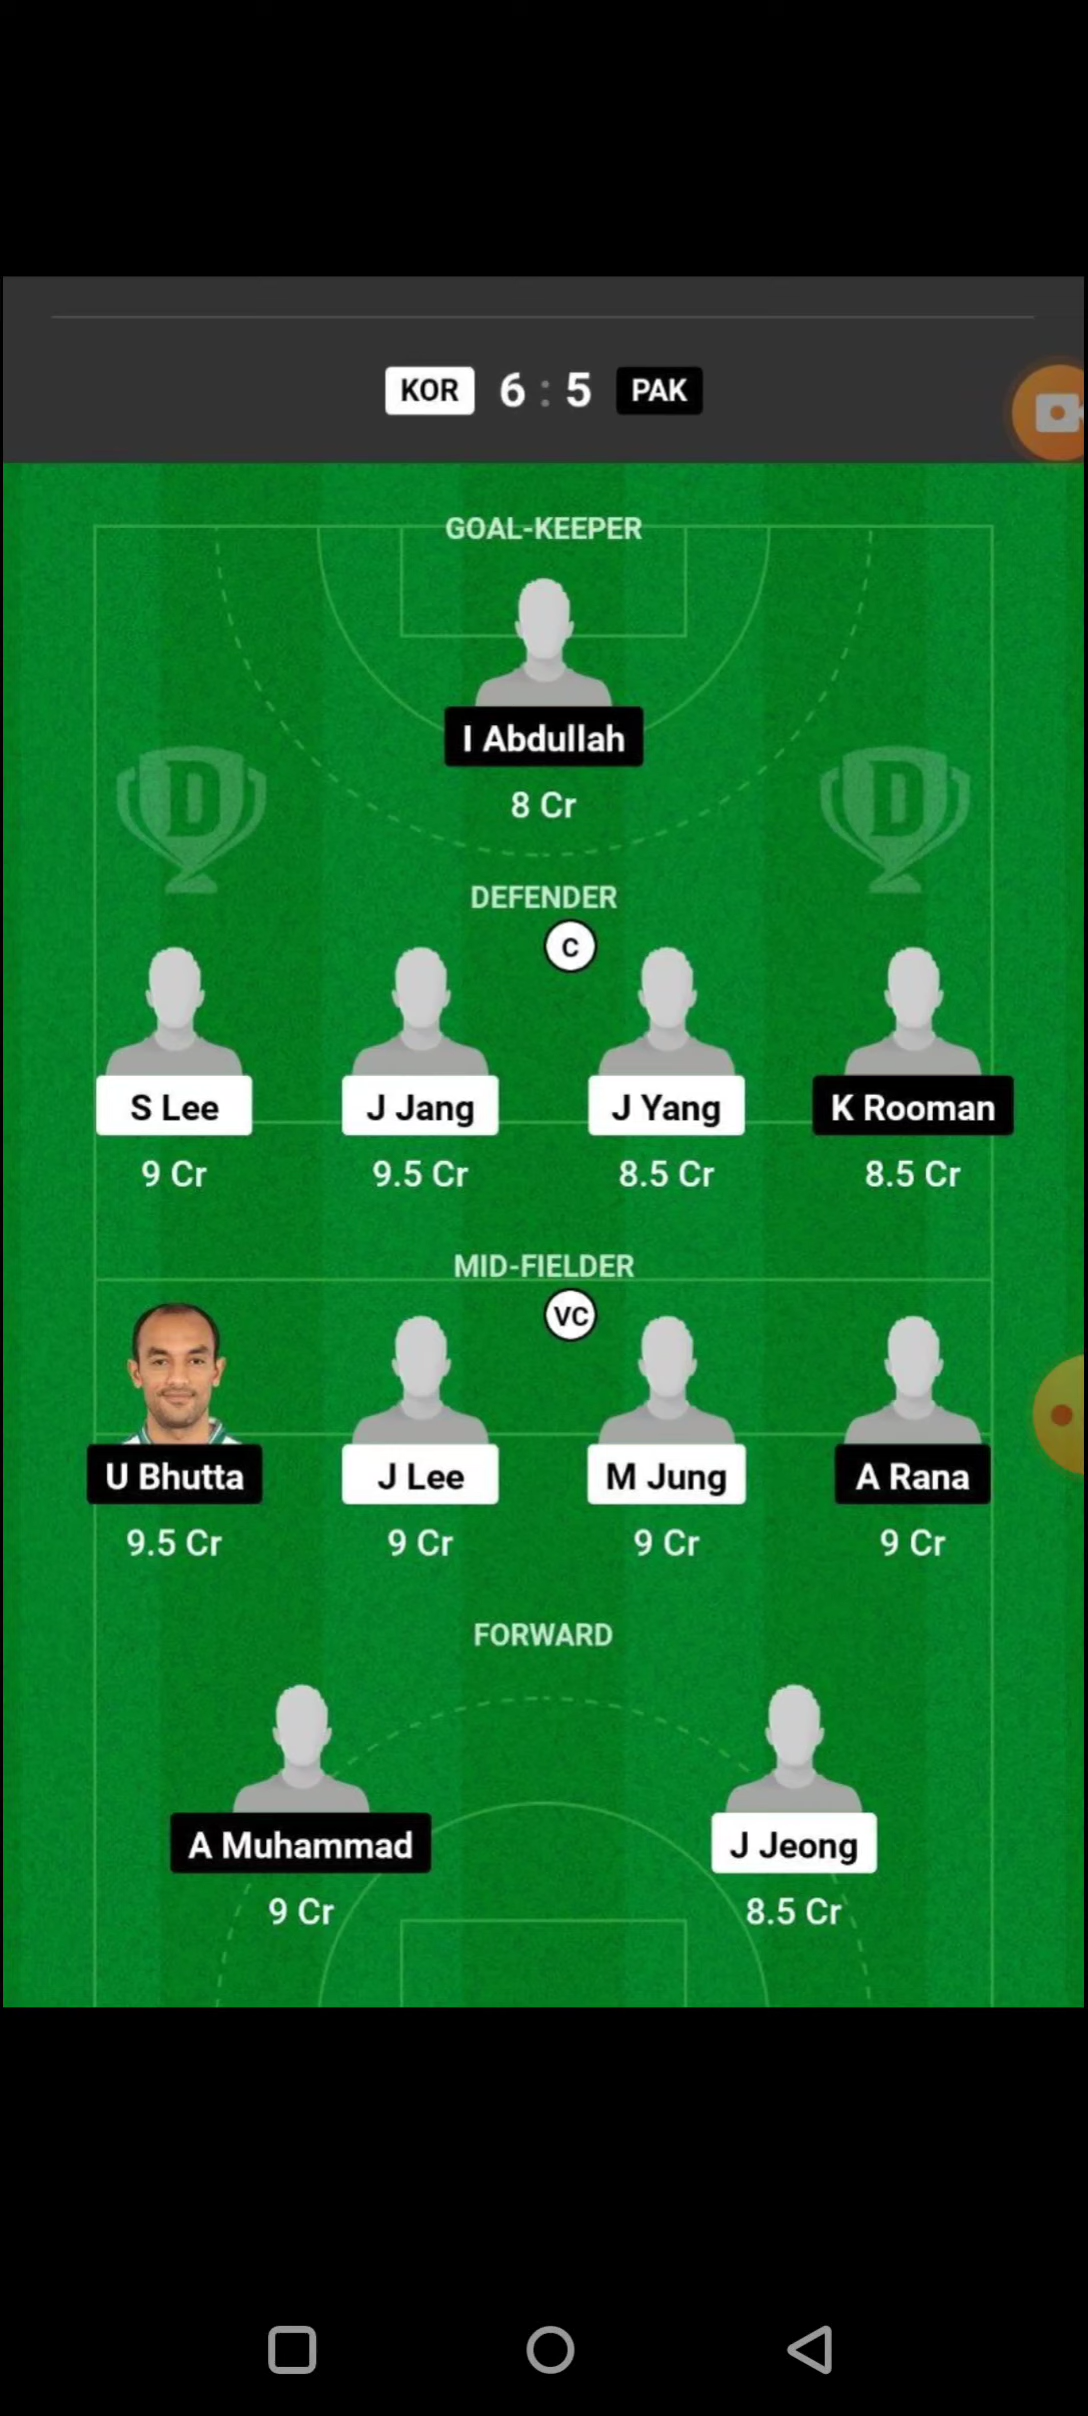 KOR 6 : 5 PAK
GOAL-KEEPER
I Abdullah
8 Cr
D D
DEFENDER
C
S Lee J Jang J Yang K Rooman
9 Cr 9.5 Cr 8.5 Cr 8.5 Cr
MID-FIELDER
VC
U Bhutta J Lee M Jung A Rana
9.5 Cr 9 Cr 9 Cr 9 Cr
FORWARD
A Muhammad J Jeong
9 Cr 8.5 Cr